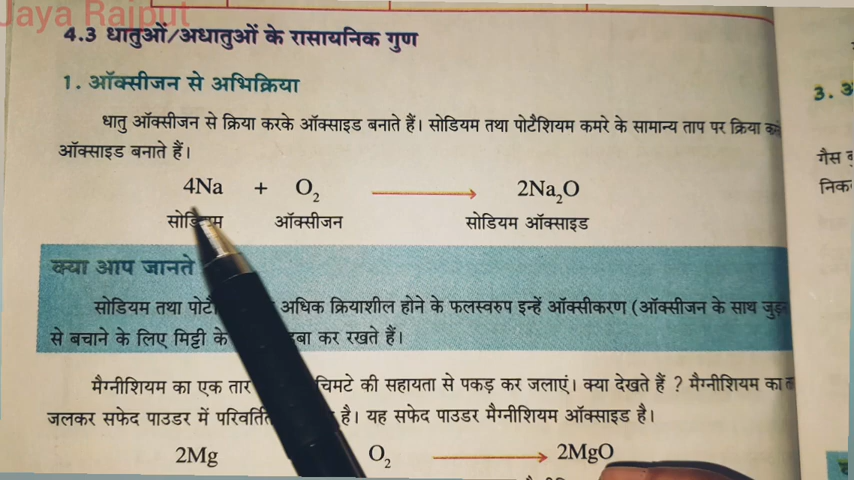 Jaya Rajput
4.3 धातुओं/अधातुओं के रासायनिक गुण
1. ऑक्सीजन से अभिक्रिया
धातु ऑक्सीजन से क्रिया करके ऑक्साइड बनाते हैं। सोडियम तथा पोटैशियम कमरे के सामान्य ताप पर क्रिया
ऑक्साइड बनाते हैं।
4Na + O₂ → 2Na₂O
सोडियम ऑक्सीजन सोडियम ऑक्साइड
क्या आप जानते
सोडियम तथा अधिक क्रियाशील होने के फलस्वरुप इन्हें ऑक्सीकरण (ऑक्सीजन के साथ
से बचाने के लिए मिट्टी के कर रखते हैं।
मैग्नीशियम का एक तार चिमटे की सहायता से पकड़ कर जलाएं। क्या देखते हैं ? मैग्नीशियम का
जलकर सफेद पाउडर में है। यह सफेद पाउडर मैग्नीशियम ऑक्साइड है।
2Mg O₂ → 2MgO
3.
गैस